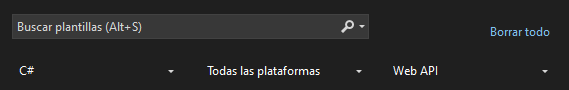 Buscar plantillas (Alt+S)
Borrar todo
C# Todas las plataformas Web API